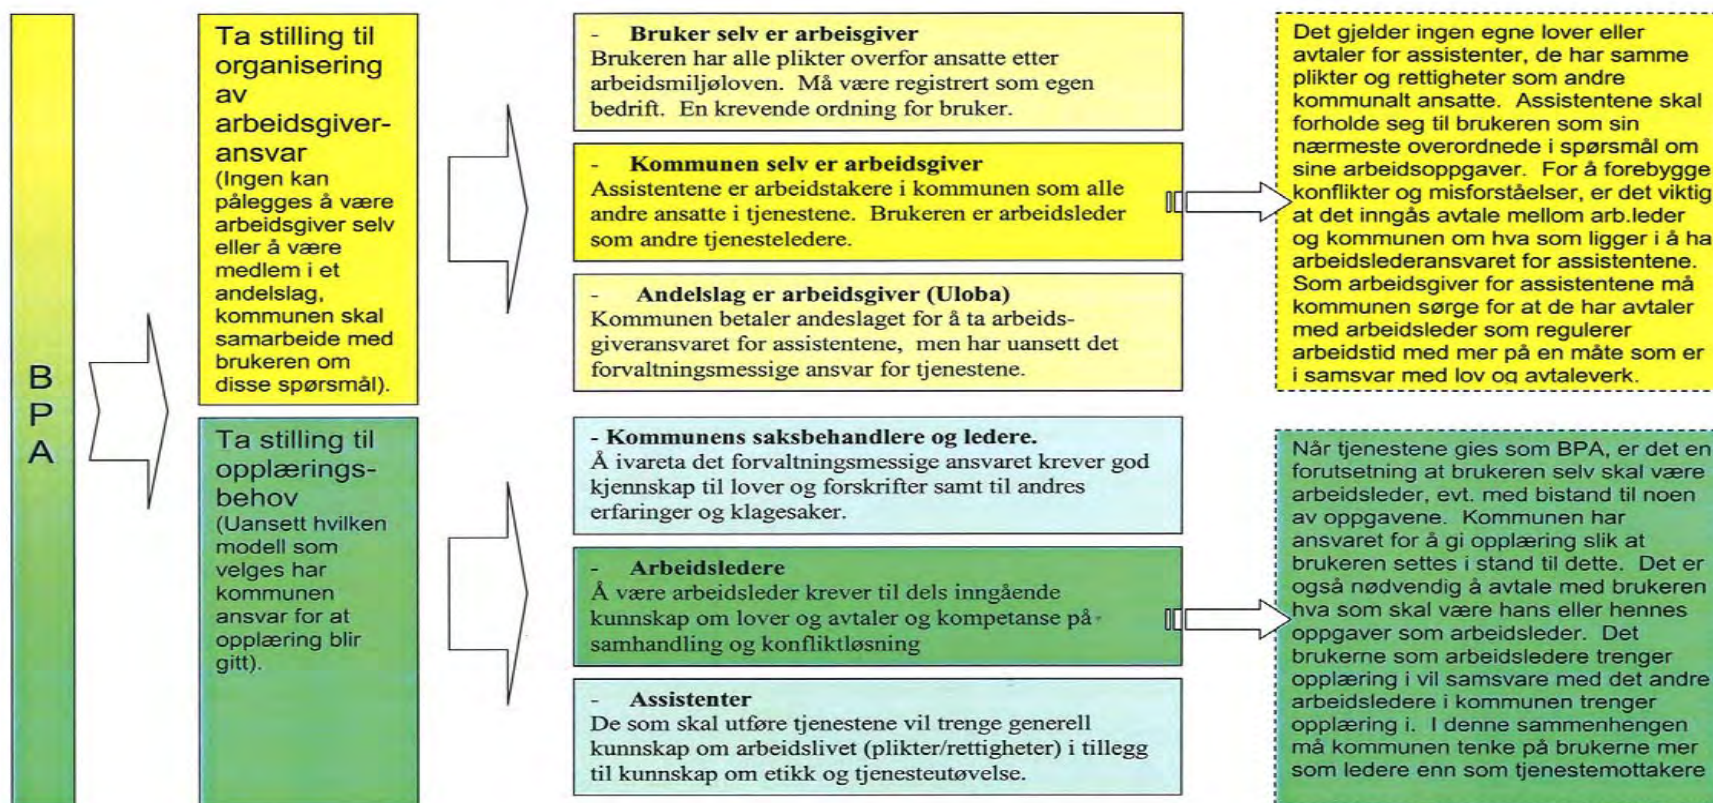 B
P
A
Ta stilling til
organisering
av
arbeidsgiver-
ansvar
(Ingen kan
pålegges å være
arbeidsgiver selv
eller å være
medlem i et
andelslag,
kommunen skal
samarbeide med
brukeren om
disse spørsmål).
- Bruker selv er arbeisgiver
Brukeren har alle plikter overfor ansatte etter
arbeidsmiljøloven. Må være registrert som egen
bedrift. En krevende ordning for bruker.
- Kommunen selv er arbeidsgiver
Assistentene er arbeidstakere i kommunen som alle
andre ansatte i tjenestene. Brukeren er arbeidsleder
som andre tjenesteledere.
- Andelslag er arbeidsgiver (Uloba)
Kommunen betaler andeslaget for å ta arbeids-
giveransvaret for assistentene, men har uansett det
forvaltningsmessige ansvar for tjenestene.
Det gjelder ingen egne lover eller
avtaler for assistenter, de har samme
plikter og rettigheter som andre
kommunalt ansatte. Assistentene skal
forholde seg til brukeren som sin
nærmeste overordnede i spørsmål om
sine arbeidsoppgaver. For å forebygge
konflikter og misforståelser, er det viktig
at det inngås avtale mellom arb.leder
og kommunen om hva som ligger i å ha
arbeidslederansvaret for assistentene.
Som arbeidsgiver for assistentene må
kommunen sørge for at de har avtaler
med arbeidsleder som regulerer
arbeidstid med mer på en måte som er
i samsvar med lov og avtaleverk.
Ta stilling til
opplærings-
behov
(Uansett hvilken
modell som
velges har
kommunen
ansvar for at
opplæring blir
gitt).
- Kommunens saksbehandlere og ledere.
Å ivareta det forvaltningsmessige ansvaret krever god
kjennskap til lover og forskrifter samt til andres
erfaringer og klagesaker.
- Arbeidsledere
Å være arbeidsleder krever til dels inngående
kunnskap om lover og avtaler og kompetanse på
samhandling og konfliktløsning
- Assistenter
De som skal utføre tjenestene vil trenge generell
kunnskap om arbeidslivet (plikter/rettigheter) i tillegg
til kunnskap om etikk og tjenesteutøvelse.
Når tjenestene gies som BPA, er det en
forutsetning at brukeren selv skal være
arbeidsleder, evt. med bistand til noen
av oppgavene. Kommunen har
ansvaret for å gi opplæring slik at
brukeren settes i stand til dette. Det er
også nødvendig å avtale med brukeren
hva som skal være hans eller hennes
oppgaver som arbeidsleder. Det
brukerne som arbeidsledere trenger
opplæring i vil samsvare med det andre
arbeidsledere i kommunen trenger
opplæring i. I denne sammenhengen
må kommunen tenke på brukerne mer
som ledere enn som tjenestemottakere